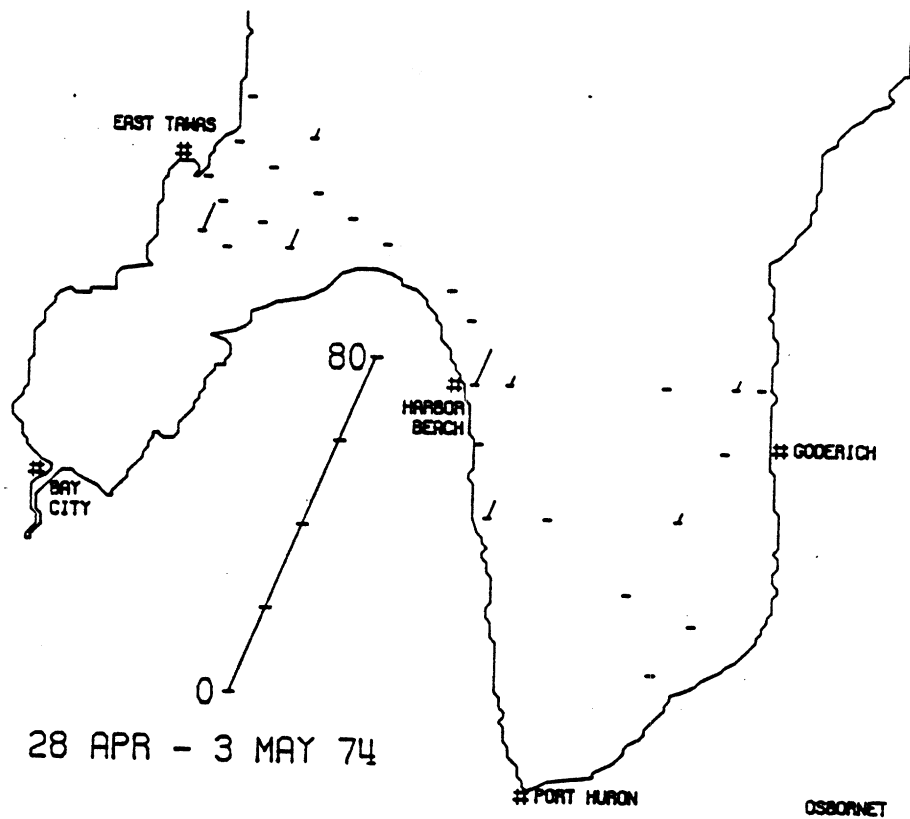 EAST TAWAS
80
HARBOR
BEACH
GODERICH
BAY
CITY
0
28 APR - 3 MAY 74
PORT HURON
OSBORNET